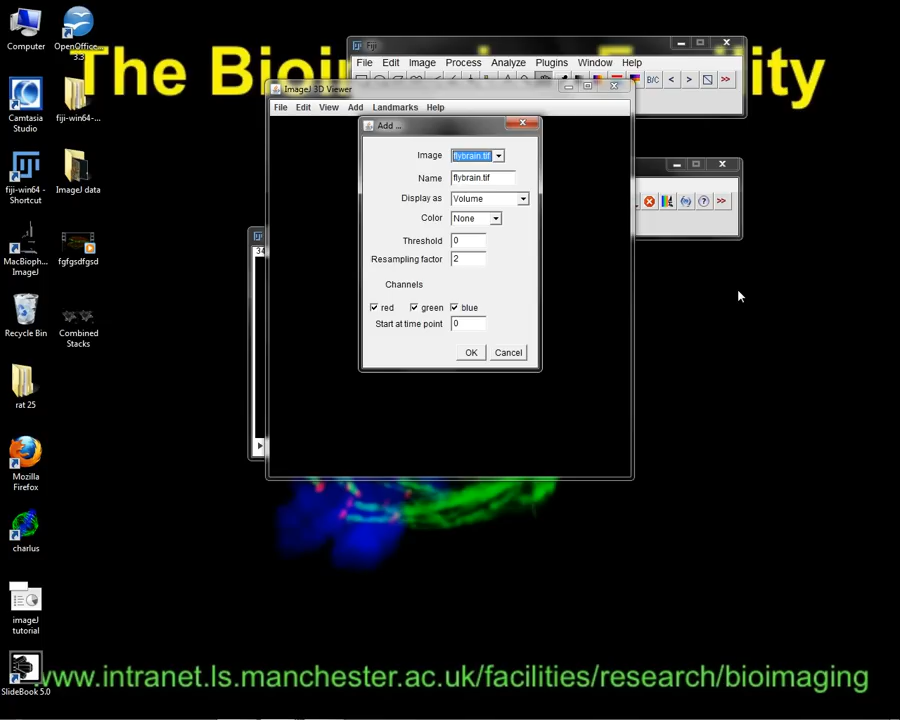 Computer
OpenOffice....
3.3
Camtasia
Studio
fiji-win64-...
fiji-win64 -
Shortcut
ImageJ data
MacBioph...
ImageJ
fgfgsdfgsd
Recycle Bin
Combined
Stacks
rat 25
Mozilla
Firefox
charlus
imageJ
tutorial
SlideBook 5.0
The Bioi
ity
Fiji
File Edit Image Process Analyze Plugins Window Help
B/C < > >>
ImageJ 3D Viewer
File Edit View Add Landmarks Help
Add ...
Image flybrain.tif
Name flybrain.tif
Display as Volume
Color None
Threshold 0
Resampling factor 2
Channels
red green blue
Start at time point 0
OK Cancel
? >>
www.intranet.ls.manchester.ac.uk/facilities/research/bioimaging